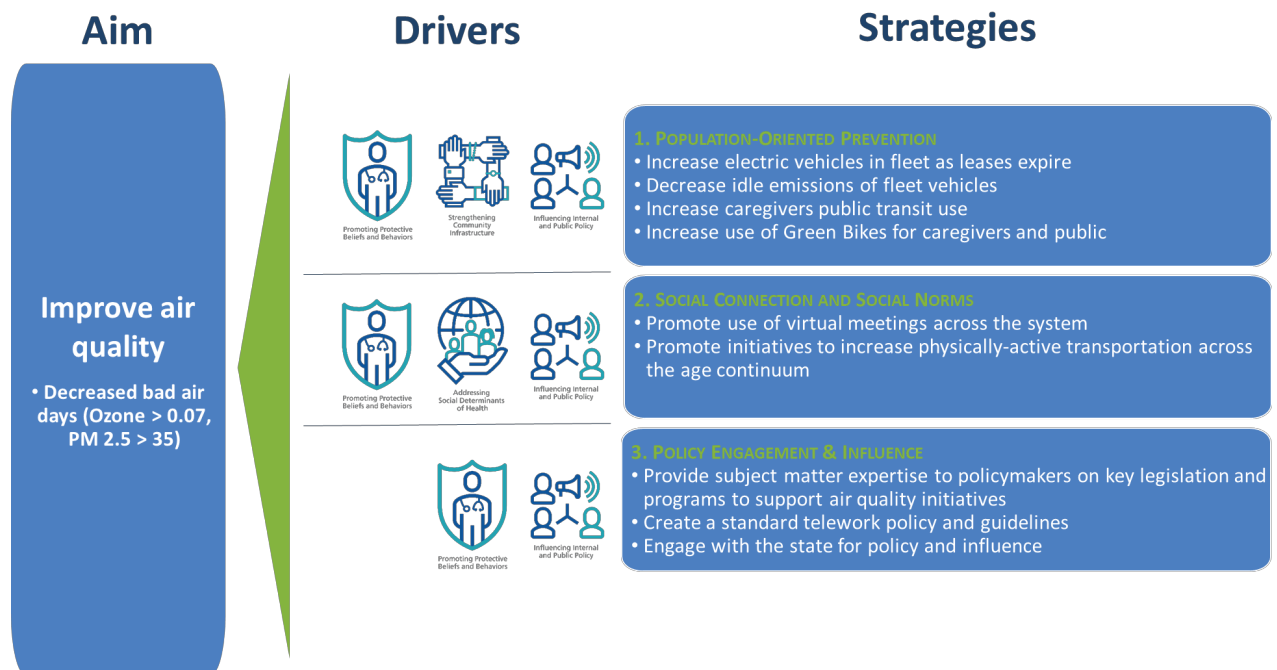 Aim
Drivers
Strategies
Improve air
quality
• Decreased bad air
days (Ozone > 0.07,
PM 2.5 > 35)
Promoting Protective
Beliefs and Behaviors
Strengthening
Community
Infrastructure
Influencing Internal
and Public Policy
1. POPULATION-ORIENTED PREVENTION
• Increase electric vehicles in fleet as leases expire
• Decrease idle emissions of fleet vehicles
• Increase caregivers public transit use
• Increase use of Green Bikes for caregivers and public
Promoting Protective
Beliefs and Behaviors
Addressing
Social Determinants
of Health
Influencing Internal
and Public Policy
2. SOCIAL CONNECTION AND SOCIAL NORMS
• Promote use of virtual meetings across the system
• Promote initiatives to increase physically-active transportation across
the age continuum
Promoting Protective
Beliefs and Behaviors
Influencing Internal
and Public Policy
3. POLICY ENGAGEMENT & INFLUENCE
• Provide subject matter expertise to policymakers on key legislation and
programs to support air quality initiatives
• Create a standard telework policy and guidelines
• Engage with the state for policy and influence